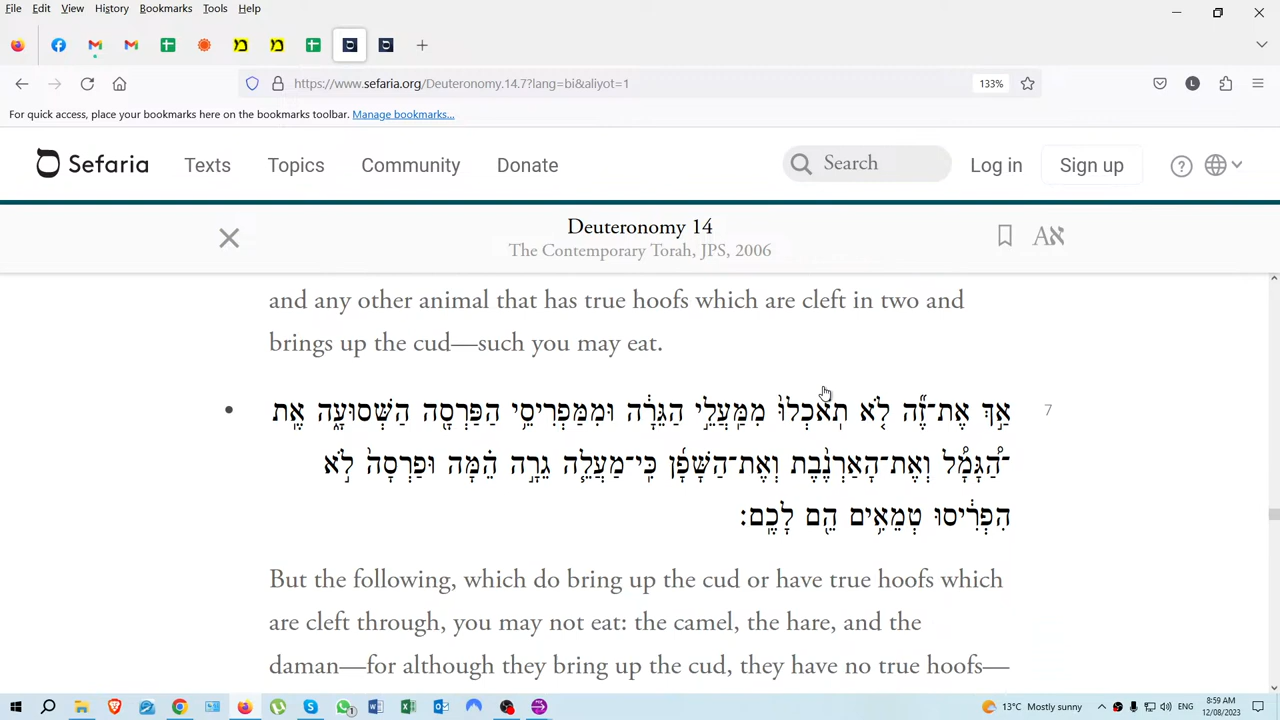 File Edit View History Bookmarks Tools Help
https://www.sefaria.org/Deuteronomy.14.7?lang=bi&aliyot=1
133%
For quick access, place your bookmarks here on the bookmarks toolbar. Manage bookmarks...
Sefaria Texts Topics Community Donate Search Log in Sign up
Deuteronomy 14
The Contemporary Torah, JPS, 2006
and any other animal that has true hoofs which are cleft in two and
brings up the cud—such you may eat.
אַ֣ךְ אֶת־זֶ֞ה לֹ֤א תֹֽאכְלוּ֙ מִמַּֽעֲלֵ֣י הַגֵּרָ֔ה וּמִמַּפְרִיסֵ֥י הַפַּרְסָ֖ה הַשְּׁסוּעָ֑ה אֶֽת 7
־הַ֠גָּמָ֠ל וְאֶת־הָאַרְנֶ֨בֶת וְאֶת־הַשָּׁפָ֜ן כִּֽי־מַעֲלֵ֧ה גֵרָ֣ה הֵ֗מָּה וּפַרְסָה֙ לֹ֣א
הִפְרִ֔יסוּ טְמֵאִ֥ים הֵ֖ם לָכֶֽם׃
But the following, which do bring up the cud or have true hoofs which
are cleft through, you may not eat: the camel, the hare, and the
daman—for although they bring up the cud, they have no true hoofs—
13°C Mostly sunny ENG 8:59 AM
12/08/2023